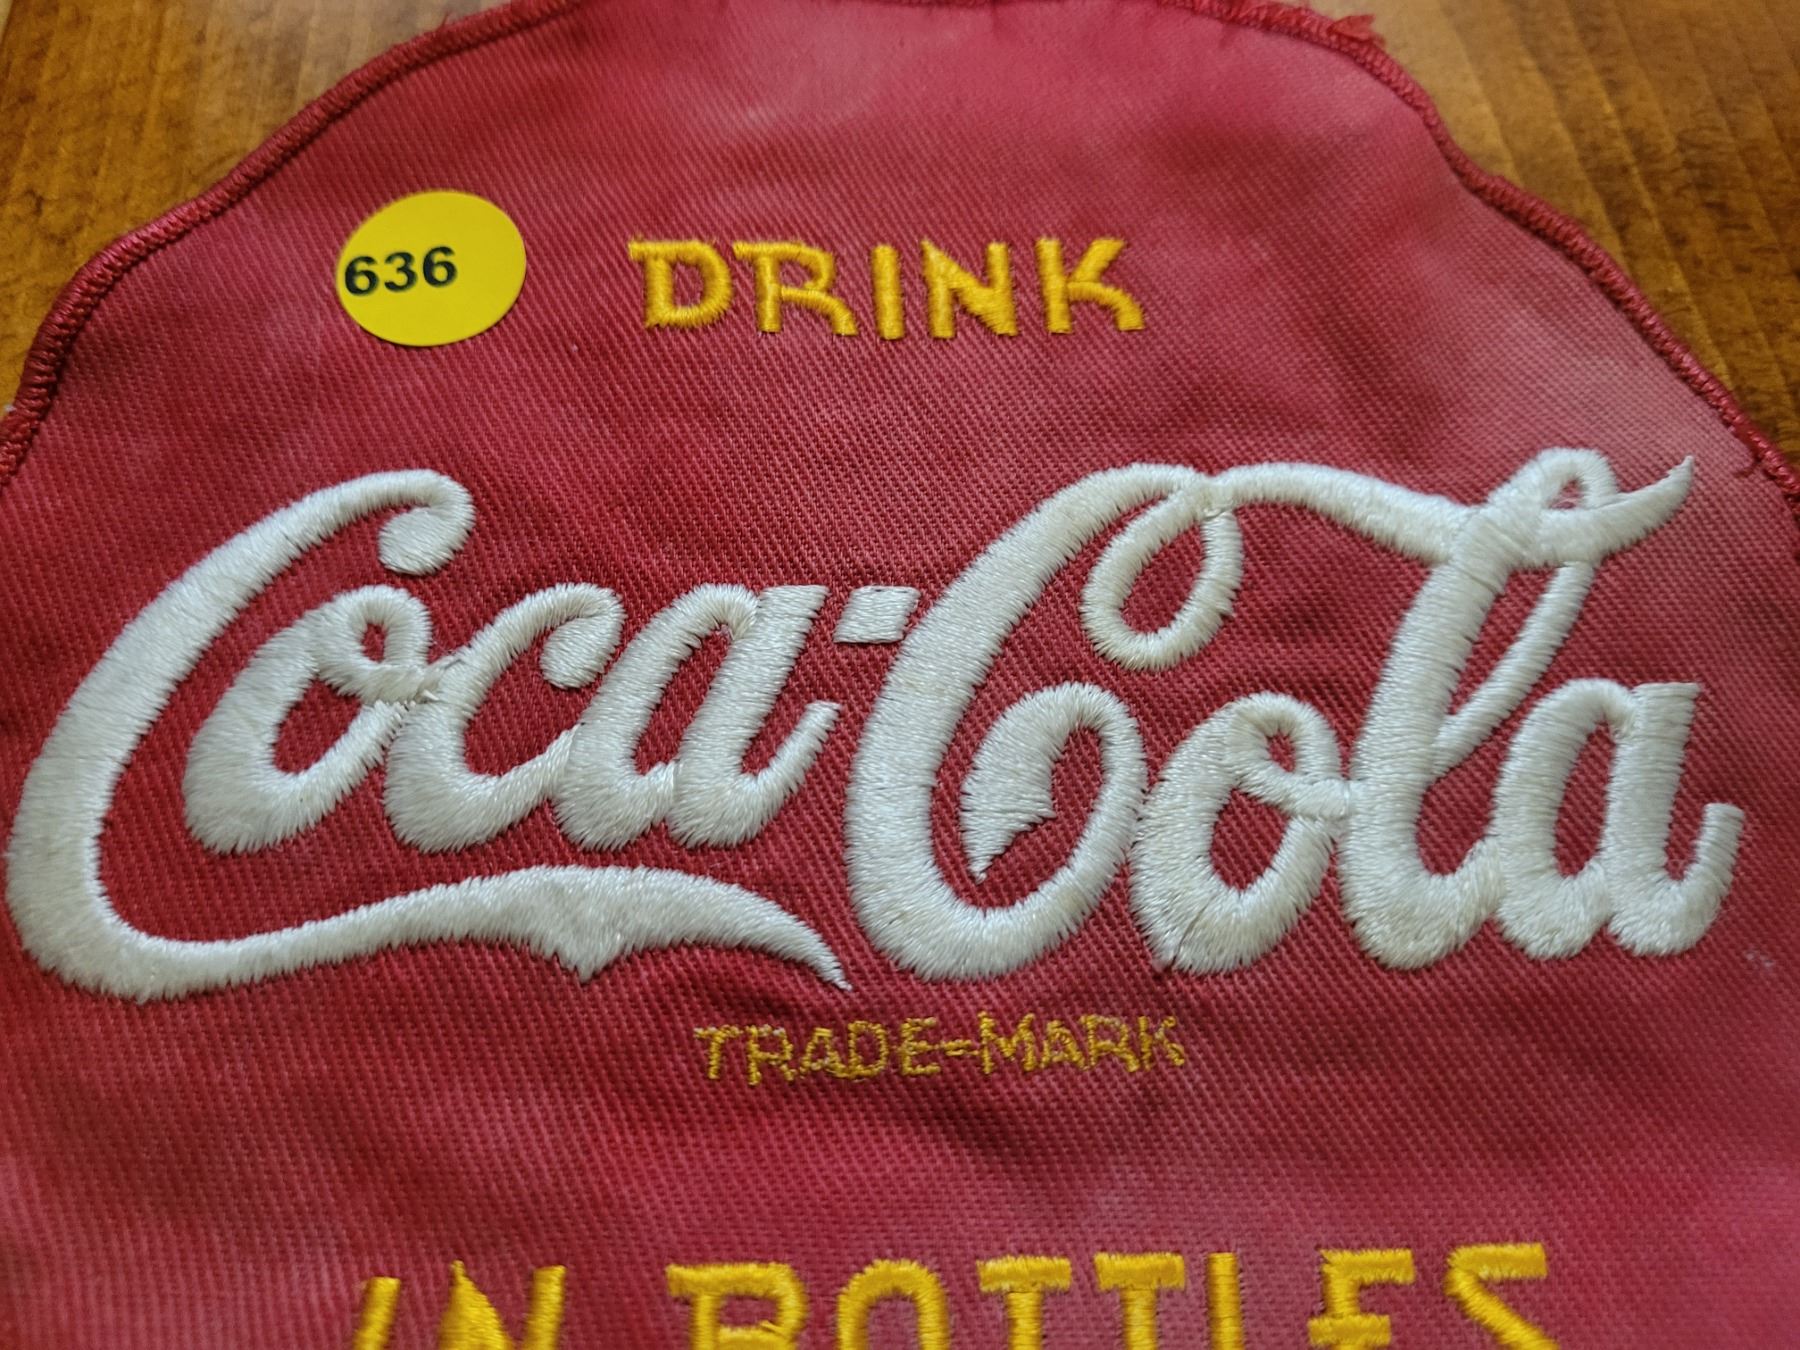 636
DRINK
Coca-Cola
TRADE-MARK
IN BOTTLES